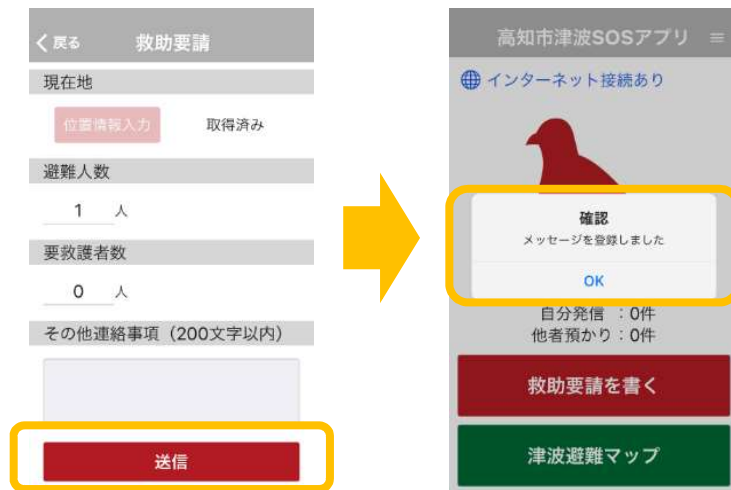 戻る 救助要請
現在地
位置情報入力 取得済み
避難人数
1 人
要救護者数
0 人
その他連絡事項（200文字以内）
送信
高知市津波SOSアプリ
インターネット接続あり
確認
メッセージを登録しました
OK
自分発信 ：0件
他者預かり：0件
救助要請を書く
津波避難マップ